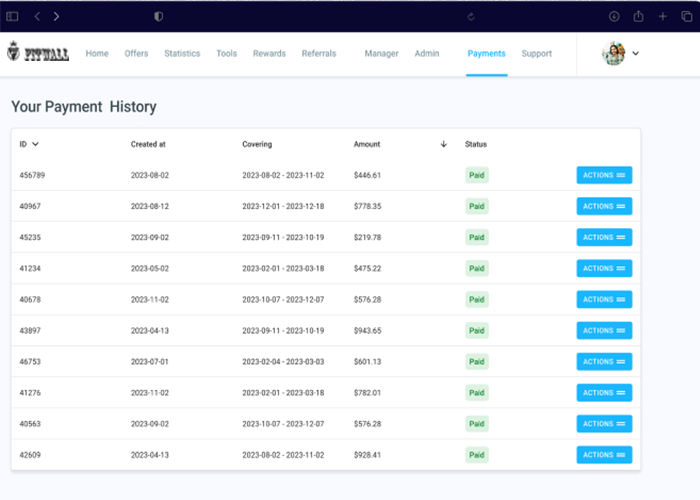 PITWALL Home Offers Statistics Tools Rewards Referrals Manager Admin Payments Support
Your Payment History
ID Created at Covering Amount Status
456789 2023-08-02 2023-08-02 - 2023-11-02 $446.61 Paid ACTIONS
40967 2023-08-12 2023-12-01 - 2023-12-18 $778.35 Paid ACTIONS
45235 2023-09-02 2023-09-11 - 2023-10-19 $219.78 Paid ACTIONS
41234 2023-05-02 2023-02-01 - 2023-03-18 $475.22 Paid ACTIONS
40678 2023-11-02 2023-10-07 - 2023-12-07 $576.28 Paid ACTIONS
43897 2023-04-13 2023-09-11 - 2023-10-19 $943.65 Paid ACTIONS
46753 2023-07-01 2023-02-04 - 2023-03-03 $601.13 Paid ACTIONS
41276 2023-11-02 2023-02-01 - 2023-03-18 $782.01 Paid ACTIONS
40563 2023-09-02 2023-10-07 - 2023-12-07 $576.28 Paid ACTIONS
42609 2023-04-13 2023-08-02 - 2023-11-02 $928.41 Paid ACTIONS